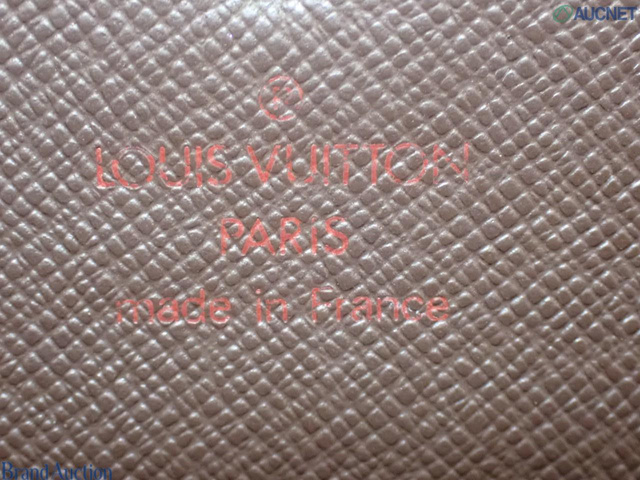 AUCNET
R
LOUIS VUITTON
PARIS
made in France
Brand Auction